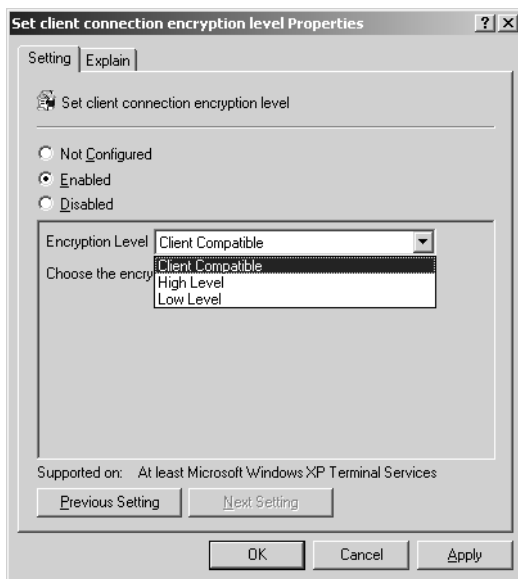 Set client connection encryption level Properties
Setting
Explain
Set client connection encryption level
Not Configured
Enabled
Disabled
Encryption Level
Client Compatible
Client Compatible
High Level
Low Level
Choose the encry
Supported on: At least Microsoft Windows XP Terminal Services
Previous Setting
Next Setting
OK
Cancel
Apply